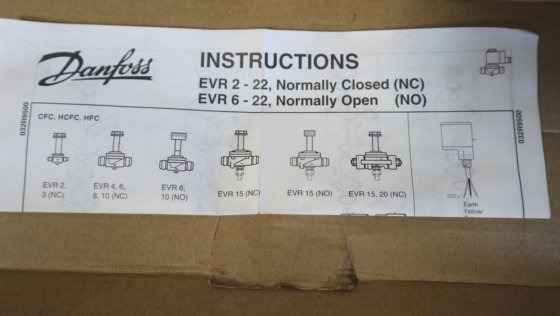 Danfoss
INSTRUCTIONS
EVR 2 - 22, Normally Closed (NC)
EVR 6 - 22, Normally Open (NO)
032R9500
032R9500
CFC, HCFC, HFC
EVR 2,
3 (NC)
EVR 4, 6,
8, 10 (NC)
EVR 6,
10 (NO)
EVR 15 (NC)
EVR 15 (NO)
EVR 15, 20 (NC)
Earth
Yellow/